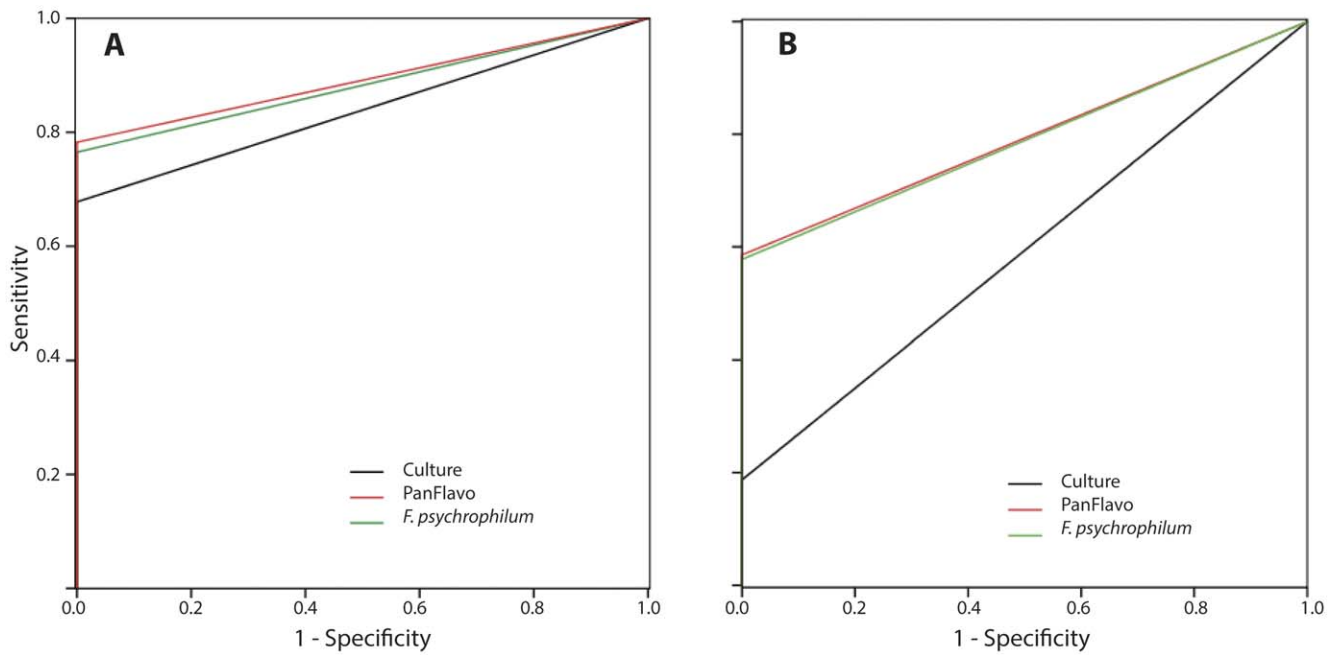 A
1.0
0.8
0.6
0.4
0.2
Sensitivity
Culture
PanFlavo
F. psychrophilum
0.0 0.2 0.4 0.6 0.8 1.0
1 - Specificity
B
Culture
PanFlavo
F. psychrophilum
0.0 0.2 0.4 0.6 0.8 1.0
1 - Specificity